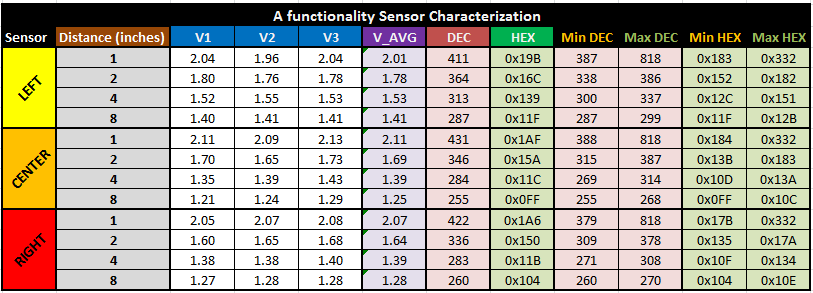 A functionality Sensor Characterization
Sensor Distance (inches) V1 V2 V3 V_AVG DEC HEX Min DEC Max DEC Min HEX Max HEX
LEFT
1 2.04 1.96 2.04 2.01 411 0x19B 387 818 0x183 0x332
2 1.80 1.76 1.78 1.78 364 0x16C 338 386 0x152 0x182
4 1.52 1.55 1.53 1.53 313 0x139 300 337 0x12C 0x151
8 1.40 1.41 1.41 1.41 287 0x11F 287 299 0x11F 0x12B
CENTER
1 2.11 2.09 2.13 2.11 431 0x1AF 388 818 0x184 0x332
2 1.70 1.65 1.73 1.69 346 0x15A 315 387 0x13B 0x183
4 1.35 1.39 1.43 1.39 284 0x11C 269 314 0x10D 0x13A
8 1.21 1.24 1.29 1.25 255 0x0FF 255 268 0x0FF 0x10C
RIGHT
1 2.05 2.07 2.08 2.07 422 0x1A6 379 818 0x17B 0x332
2 1.60 1.65 1.68 1.64 336 0x150 309 378 0x135 0x17A
4 1.38 1.38 1.40 1.39 283 0x11B 271 308 0x10F 0x134
8 1.27 1.28 1.28 1.28 260 0x104 260 270 0x104 0x10E